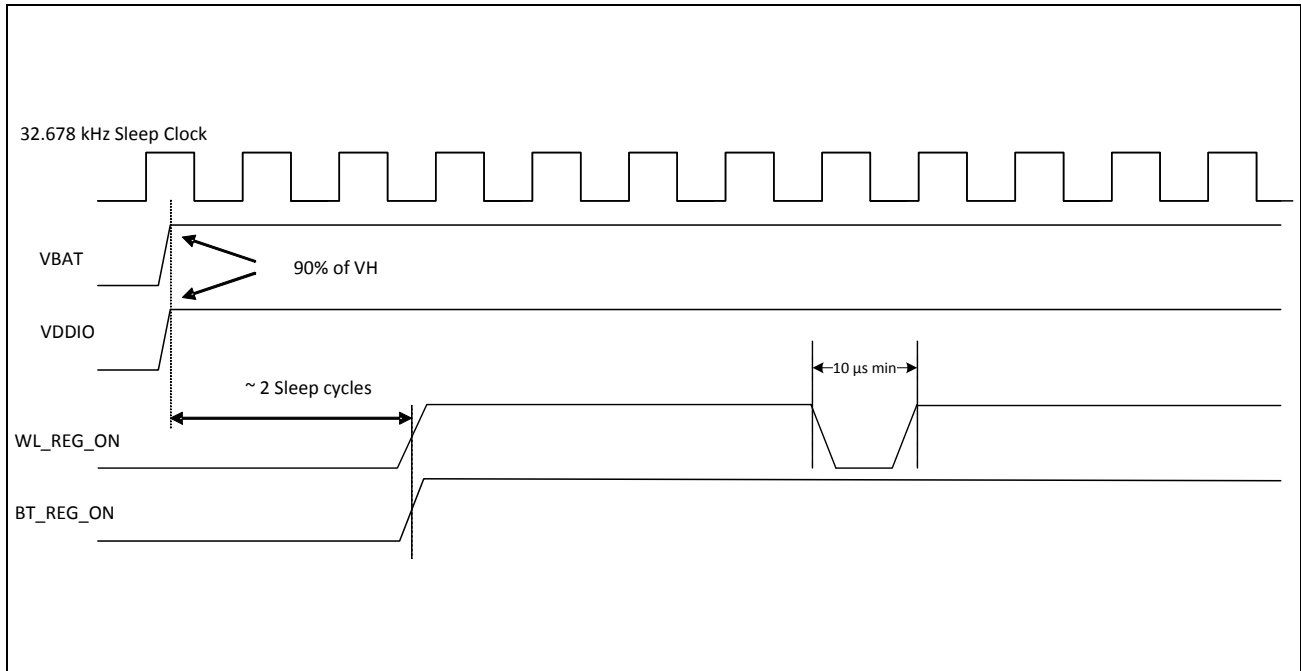 32.678 kHz Sleep Clock
VBAT
90% of VH
VDDIO
10 µs min
~ 2 Sleep cycles
WL_REG_ON
BT_REG_ON